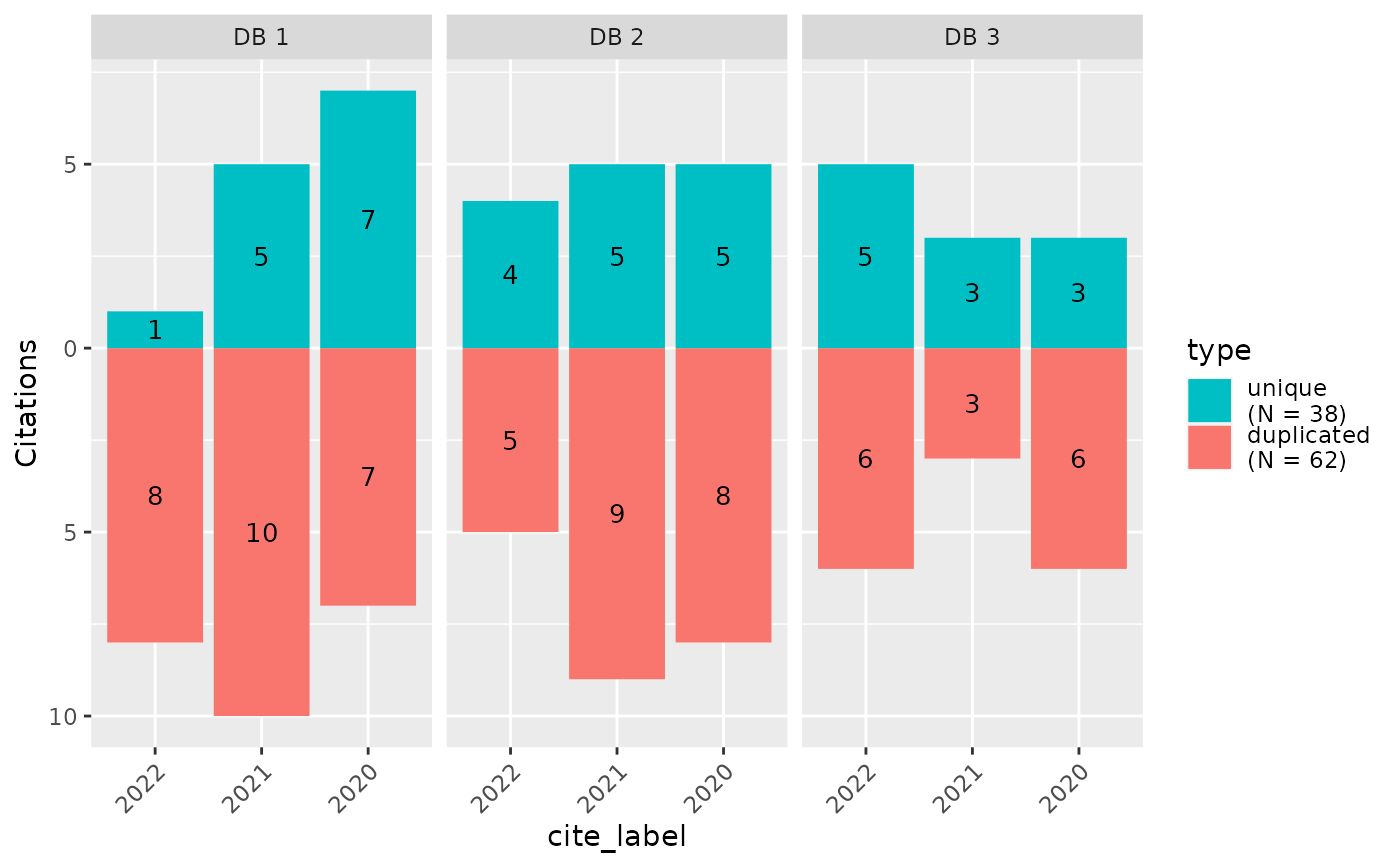 DB 1 DB 2 DB 3
7
5
5 5 5 5
4
3 3
1
0
Citations
3
5
6 6
8 7 8
10 9
5
10
2022 2021 2020 2022 2021 2020 2022 2021 2020
cite_label
type
unique
(N = 38)
duplicated
(N = 62)